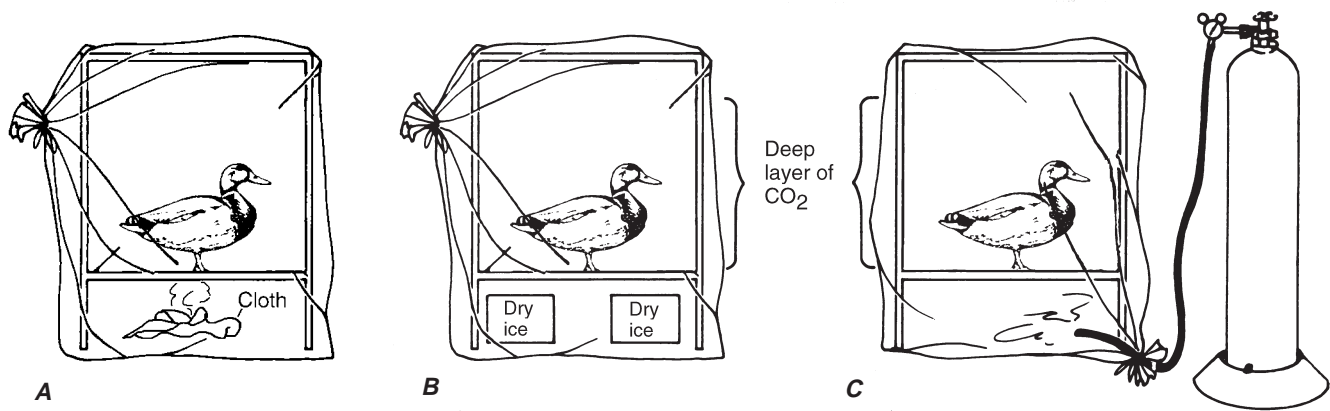 Cloth
A
Dry
ice
Dry
ice
B
Deep
layer of
CO2
C